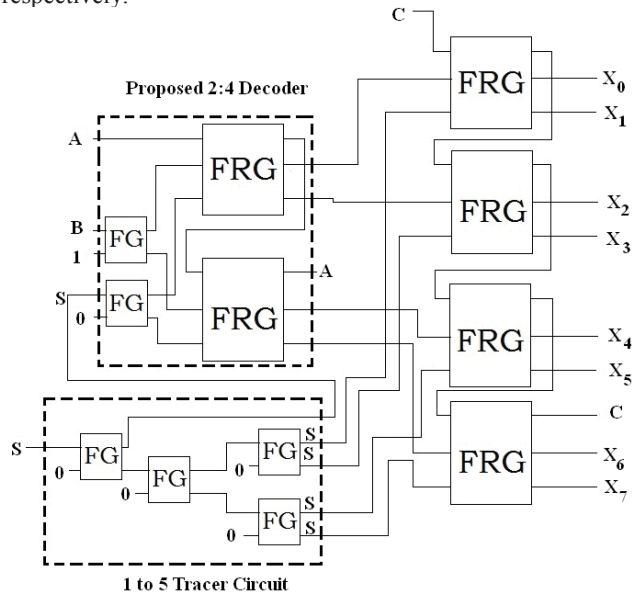 respectively.
C
Proposed 2:4 Decoder
FRG
X0
X1
A
FRG
FRG
X2
X3
B
FG
1
A
S
FG
0
FRG
FRG
X4
X5
C
S
FG
0
FG
0
FG
S
S
0
FG
S
S
0
FRG
X6
X7
1 to 5 Tracer Circuit